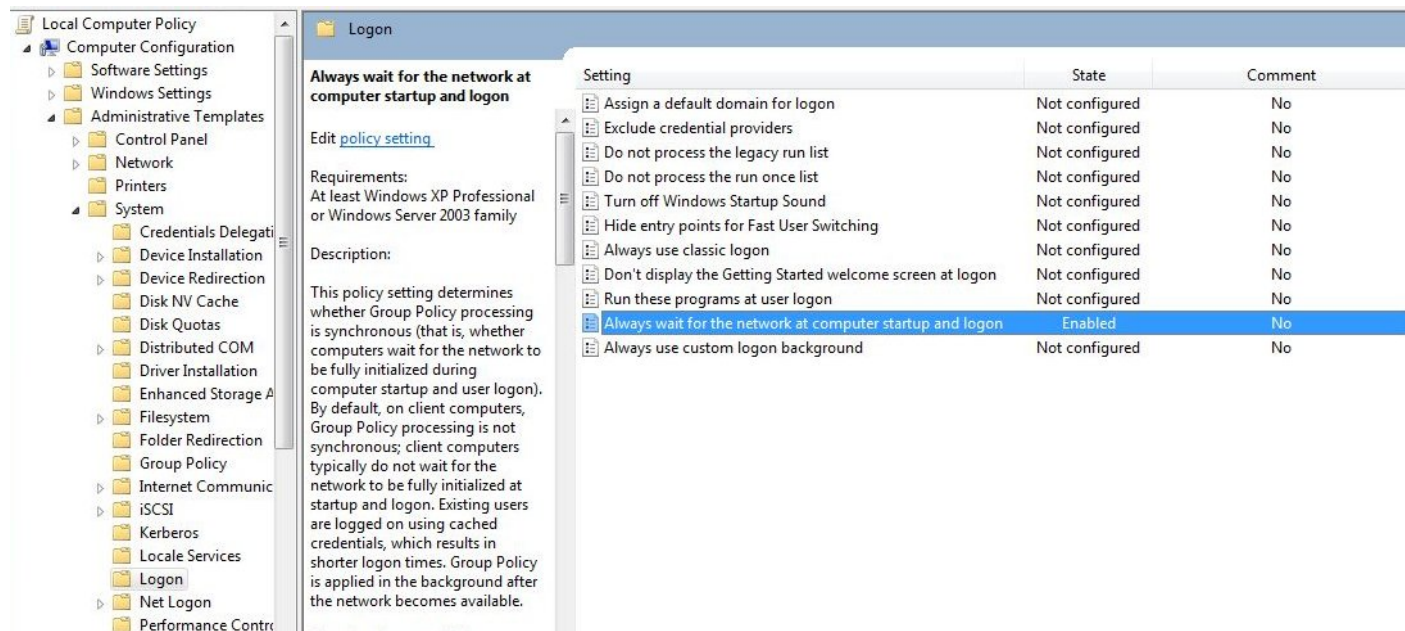 Local Computer Policy
Computer Configuration
Software Settings
Windows Settings
Administrative Templates
Control Panel
Network
Printers
System
Credentials Delegati
Device Installation
Device Redirection
Disk NV Cache
Disk Quotas
Distributed COM
Driver Installation
Enhanced Storage A
Filesystem
Folder Redirection
Group Policy
Internet Communic
iSCSI
Kerberos
Locale Services
Logon
Net Logon
Performance Contro
Logon
Always wait for the network at
computer startup and logon
Edit policy setting
Requirements:
At least Windows XP Professional
or Windows Server 2003 family
Description:
This policy setting determines
whether Group Policy processing
is synchronous (that is, whether
computers wait for the network to
be fully initialized during
computer startup and user logon).
By default, on client computers,
Group Policy processing is not
synchronous; client computers
typically do not wait for the
network to be fully initialized at
startup and logon. Existing users
are logged on using cached
credentials, which results in
shorter logon times. Group Policy
is applied in the background after
the network becomes available.
Setting State Comment
Assign a default domain for logon Not configured No
Exclude credential providers Not configured No
Do not process the legacy run list Not configured No
Do not process the run once list Not configured No
Turn off Windows Startup Sound Not configured No
Hide entry points for Fast User Switching Not configured No
Always use classic logon Not configured No
Don't display the Getting Started welcome screen at logon Not configured No
Run these programs at user logon Not configured No
Always wait for the network at computer startup and logon Enabled No
Always use custom logon background Not configured No